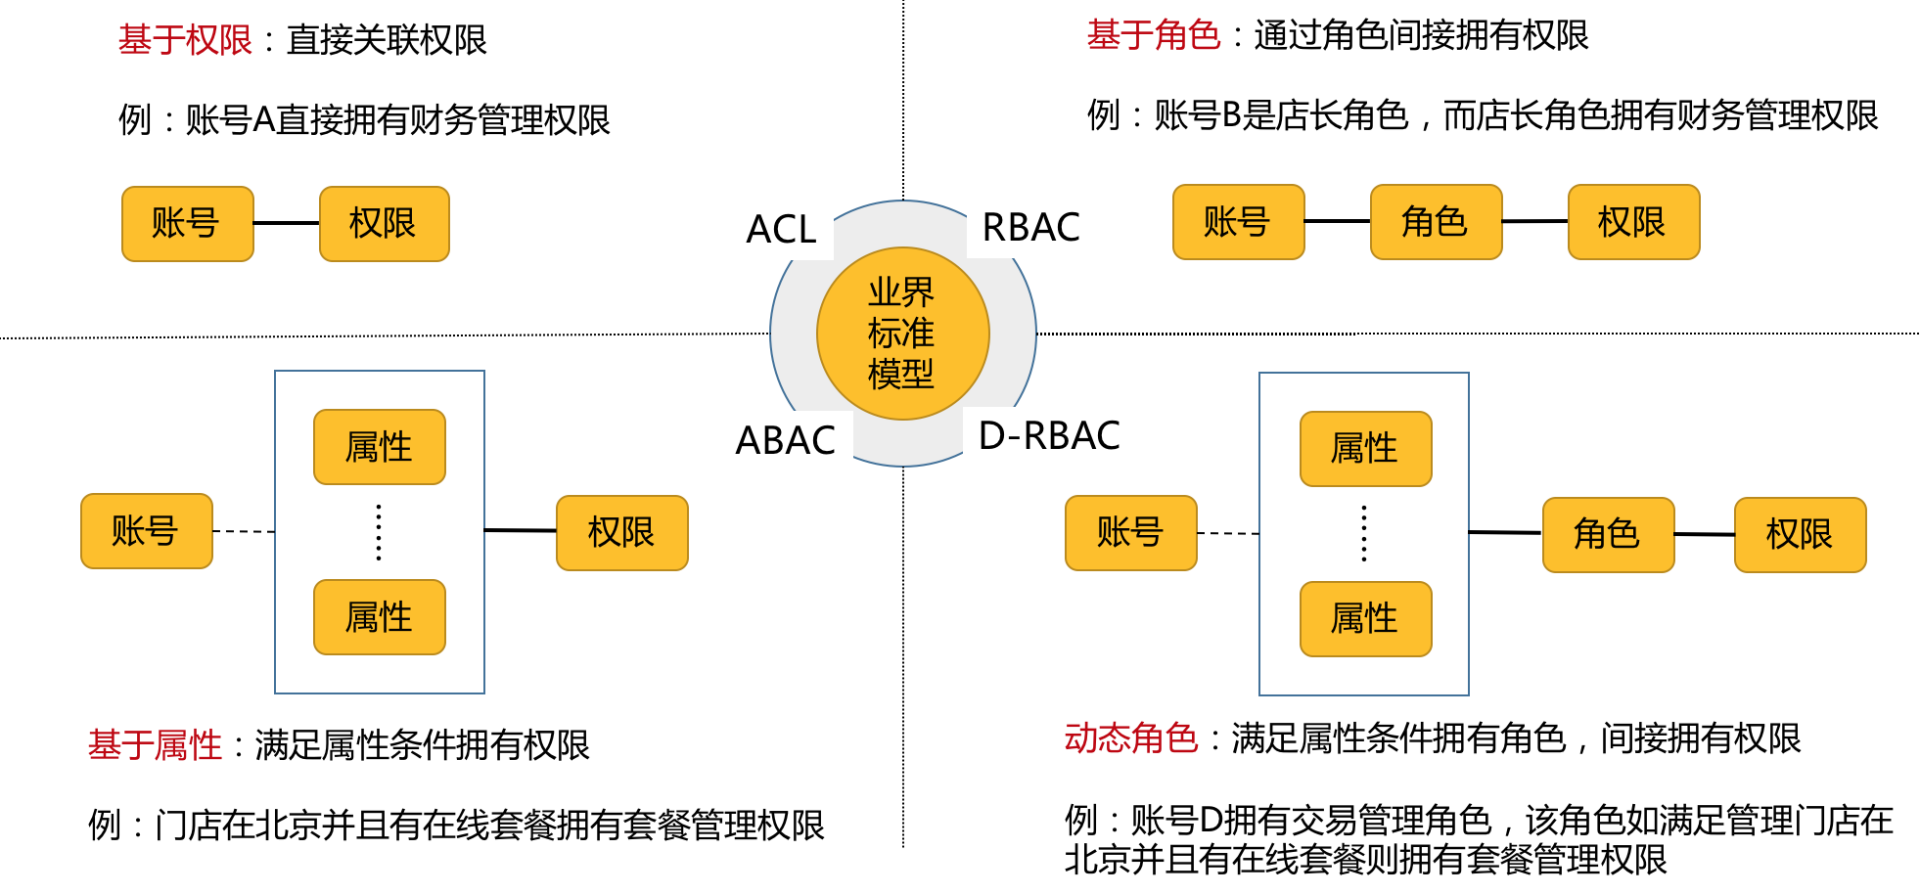 基于权限：直接关联权限
例：账号A直接拥有财务管理权限
账号
权限
基于角色：通过角色间接拥有权限
例：账号B是店长角色，而店长角色拥有财务管理权限
账号
角色
权限
ACL
RBAC
业界
标准
模型
ABAC
D-RBAC
账号
属性
属性
权限
基于属性：满足属性条件拥有权限
例：门店在北京并且有在线套餐拥有套餐管理权限
账号
属性
属性
角色
权限
动态角色：满足属性条件拥有角色，间接拥有权限
例：账号D拥有交易管理角色，该角色如满足管理门店在
北京并且有在线套餐则拥有套餐管理权限